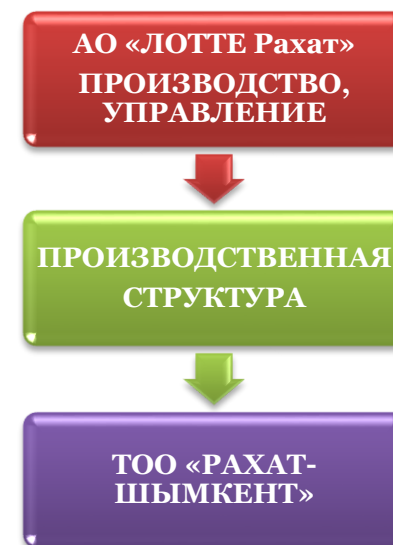 АО «ЛОТТЕ Рахат»
ПРОИЗВОДСТВО,
УПРАВЛЕНИЕ
ПРОИЗВОДСТВЕННАЯ
СТРУКТУРА
ТОО «РАХАТ-
ШЫМКЕНТ»